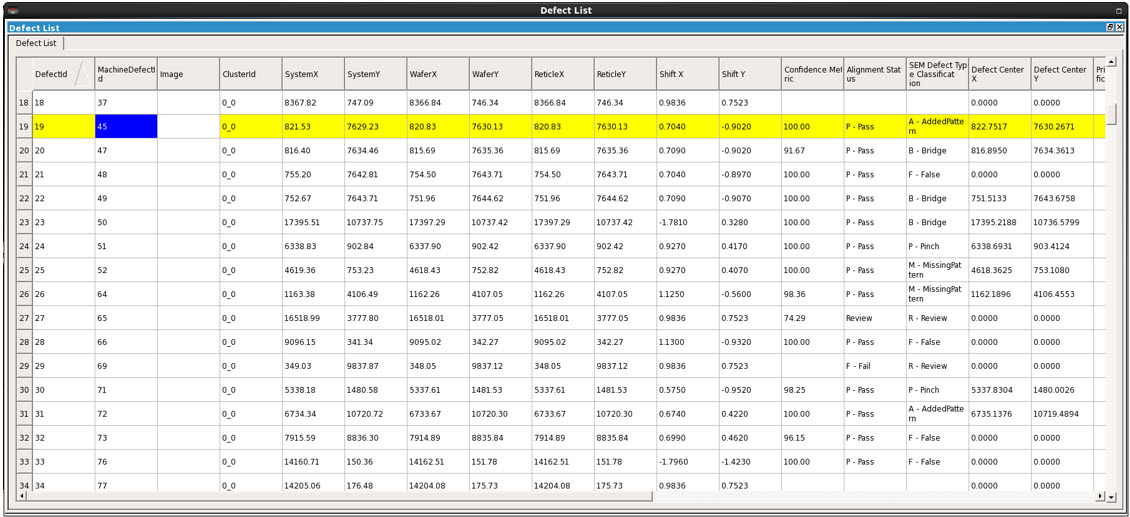 Defect List
Defect List
Defect List
DefectId MachineDefectI d Image ClusterId SystemX SystemY WaferX WaferY ReticleX ReticleY Shift X Shift Y Confidence Met ric Alignment Stat us SEM Defect Typ e Classificat ion Defect Center X Defect Center Y Pri fic
18 18 37 0_0 8367.82 747.09 8366.84 746.34 8366.84 746.34 0.9836 0.7523 0.0000 0.0000
19 19 45 0_0 821.53 7629.23 820.83 7630.13 820.83 7630.13 0.7040 -0.9020 100.00 P - Pass A - AddedPatte rn 822.7517 7630.2671
20 20 47 0_0 816.40 7634.46 815.69 7635.36 815.69 7635.36 0.7090 -0.9020 91.67 P - Pass B - Bridge 816.8950 7634.3613
21 21 48 0_0 755.20 7642.81 754.50 7643.71 754.50 7643.71 0.7040 -0.8970 100.00 P - Pass F - False 0.0000 0.0000
22 22 49 0_0 752.67 7643.71 751.96 7644.62 751.96 7644.62 0.7090 -0.9070 100.00 P - Pass B - Bridge 751.5133 7643.6758
23 23 50 0_0 17395.51 10737.75 17397.29 10737.42 17397.29 10737.42 -1.7810 0.3280 100.00 P - Pass B - Bridge 17395.2188 10736.5799
24 24 51 0_0 6338.83 902.84 6337.90 902.42 6337.90 902.42 0.9270 0.4170 100.00 P - Pass P - Pinch 6338.6931 903.4124
25 25 52 0_0 4619.36 753.23 4618.43 752.82 4618.43 752.82 0.9270 0.4070 100.00 P - Pass M - MissingPat tern 4618.3625 753.1080
26 26 64 0_0 1163.38 4106.49 1162.26 4107.05 1162.26 4107.05 1.1250 -0.5600 98.36 P - Pass M - MissingPat tern 1162.1896 4106.4553
27 27 65 0_0 16518.99 3777.80 16518.01 3777.05 16518.01 3777.05 0.9836 0.7523 74.29 Review R - Review 0.0000 0.0000
28 28 66 0_0 9096.15 341.34 9095.02 342.27 9095.02 342.27 1.1300 -0.9320 100.00 P - Pass F - False 0.0000 0.0000
29 29 69 0_0 349.03 9837.87 348.05 9837.12 348.05 9837.12 0.9836 0.7523 F - Fail R - Review 0.0000 0.0000
30 30 71 0_0 5338.18 1480.58 5337.61 1481.53 5337.61 1481.53 0.5750 -0.9520 98.25 P - Pass P - Pinch 5337.8304 1480.0026
31 31 72 0_0 6734.34 10720.72 6733.67 10720.30 6733.67 10720.30 0.6740 0.4220 100.00 P - Pass A - AddedPatte rn 6735.1376 10719.4894
32 32 73 0_0 7915.59 8836.30 7914.89 8835.84 7914.89 8835.84 0.6990 0.4620 96.15 P - Pass F - False 0.0000 0.0000
33 33 76 0_0 14160.71 150.36 14162.51 151.78 14162.51 151.78 -1.7960 -1.4230 100.00 P - Pass F - False 0.0000 0.0000
34 34 77 0_0 14205.06 176.48 14204.08 175.73 14204.08 175.73 0.9836 0.7523 0.0000 0.0000